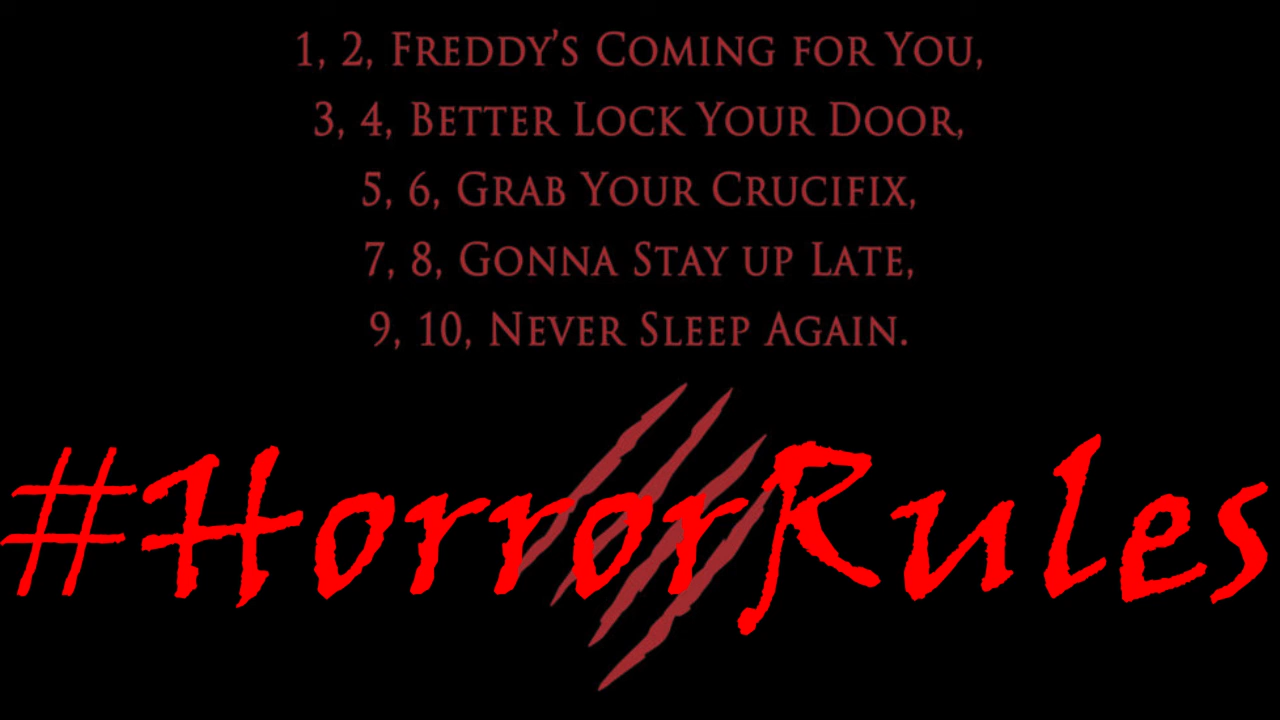 1, 2, Freddy’s Coming for You,
3, 4, Better Lock Your Door,
5, 6, Grab Your Crucifix,
7, 8, Gonna Stay up Late,
9, 10, Never Sleep Again.
#HorrorRules